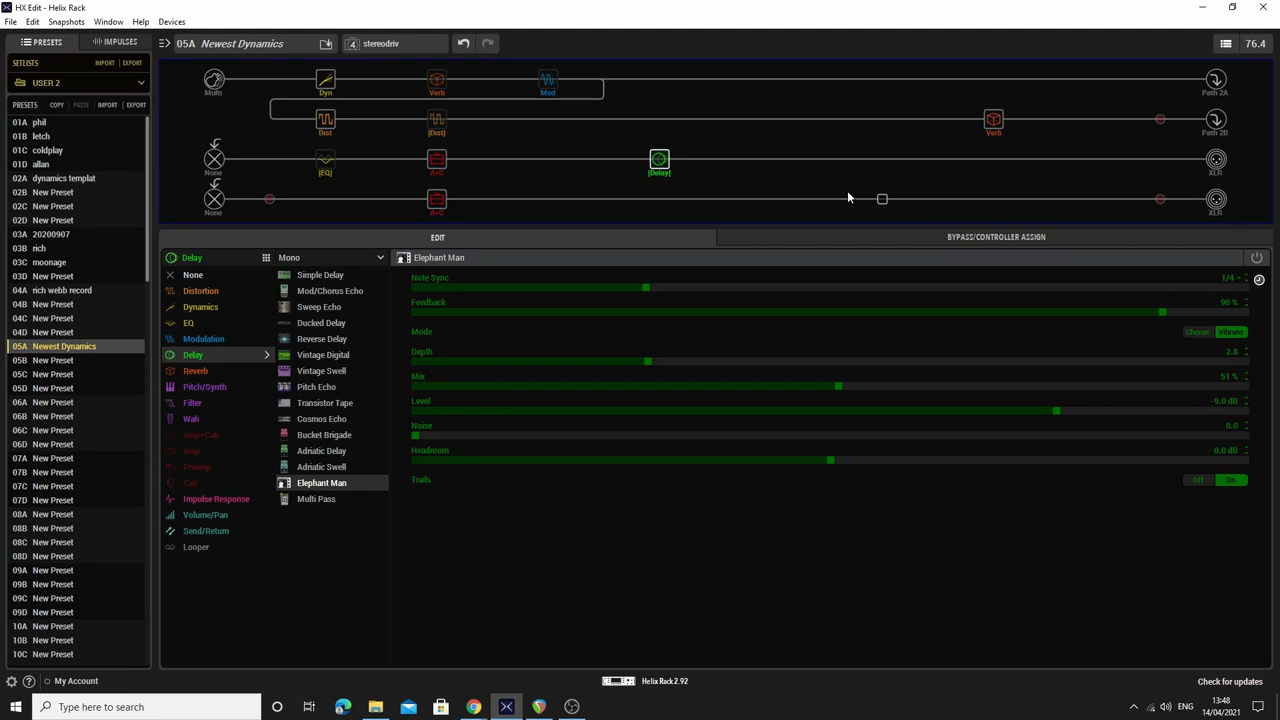 HX Edit - Helix Rack
File Edit Snapshots Window Help Devices
PRESETS IMPULSES
05A Newest Dynamics 4 stereodriv 76.4
SETLISTS IMPORT EXPORT
USER 2
PRESETS COPY PASTE IMPORT EXPORT
01A phil
01B letch
01C coldplay
01D allan
02A dynamics templat
02B New Preset
02C New Preset
02D New Preset
03A 20200907
03B rich
03C moonage
03D New Preset
04A rich webb record
04B New Preset
04C New Preset
04D New Preset
05A Newest Dynamics
05B New Preset
05C New Preset
05D New Preset
06A New Preset
06B New Preset
06C New Preset
06D New Preset
07A New Preset
07B New Preset
07C New Preset
07D New Preset
08A New Preset
08B New Preset
08C New Preset
08D New Preset
09A New Preset
09B New Preset
09C New Preset
09D New Preset
10A New Preset
10B New Preset
10C New Preset
Multi Dyn Verb Mod Path 2A
Dist |Dist| Verb Path 2B
None |EQ| A+C |Delay| XLR
None A+C XLR
EDIT BYPASS/CONTROLLER ASSIGN
Delay Mono Elephant Man
None
Distortion
Dynamics
EQ
Modulation
Delay
Reverb
Pitch/Synth
Filter
Wah
Amp+Cab
Amp
Preamp
Cab
Impulse Response
Volume/Pan
Send/Return
Looper
Simple Delay
Mod/Chorus Echo
Sweep Echo
Ducked Delay
Reverse Delay
Vintage Digital
Vintage Swell
Pitch Echo
Transistor Tape
Cosmos Echo
Bucket Brigade
Adriatic Delay
Adriatic Swell
Elephant Man
Multi Pass
Note Sync 1/4
Feedback 90 %
Mode Chorus Vibrato
Depth 2.8
Mix 51 %
Level -9.0 dB
Noise 0.0
Headroom 0.0 dB
Trails Off On
My Account Helix Rack 2.92 Check for updates
Type here to search ENG 13:48
14/04/2021